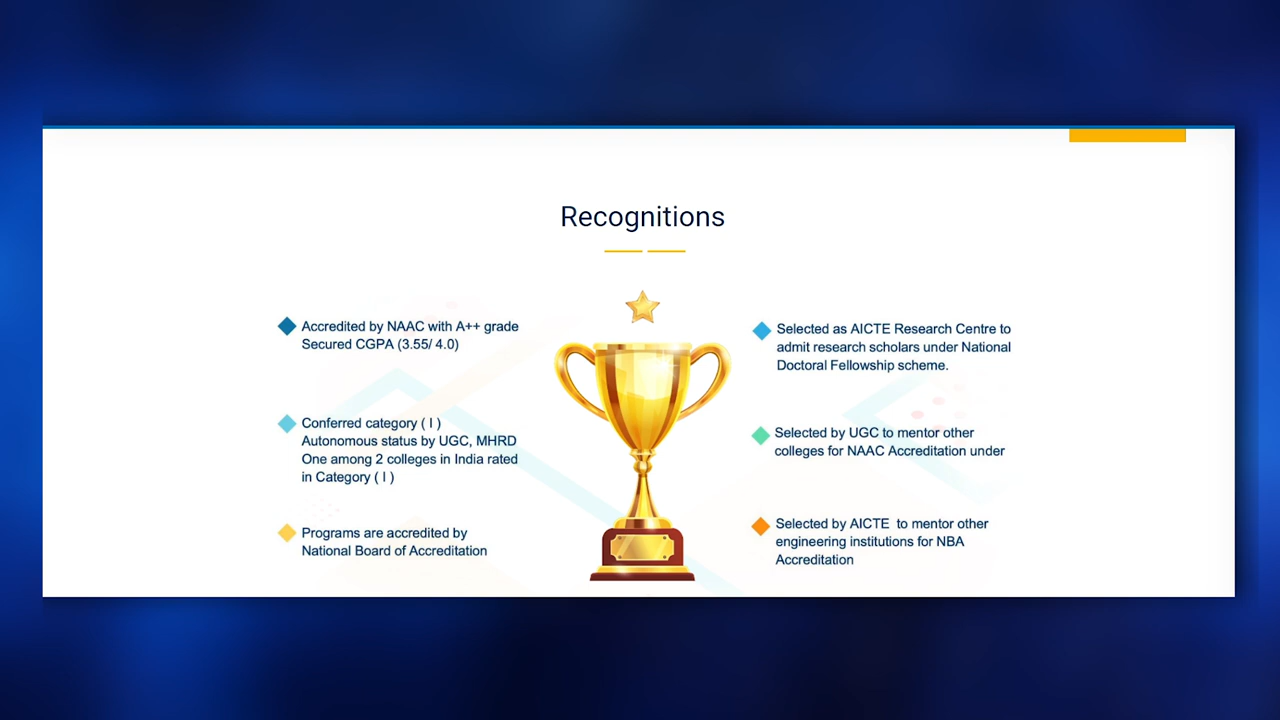 Recognitions
Accredited by NAAC with A++ grade
Secured CGPA (3.55/ 4.0)
Conferred category ( I )
Autonomous status by UGC, MHRD
One among 2 colleges in India rated
in Category ( I )
Programs are accredited by
National Board of Accreditation
Selected as AICTE Research Centre to
admit research scholars under National
Doctoral Fellowship scheme.
Selected by UGC to mentor other
colleges for NAAC Accreditation under
Selected by AICTE  to mentor other
engineering institutions for NBA
Accreditation